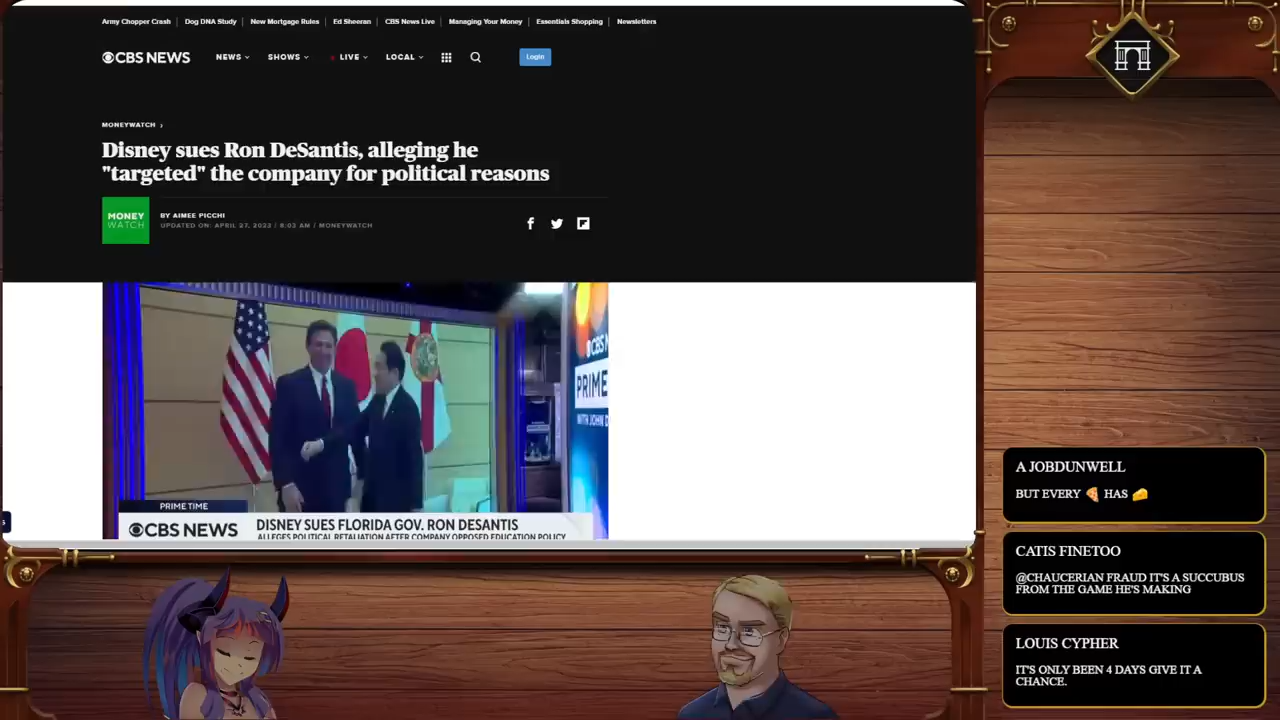 Army Chopper Crash
Dog DNA Study
New Mortgage Rules
Ed Sheeran
CBS News Live
Managing Your Money
Essentials Shopping
Newsletters
CBS NEWS
NEWS
SHOWS
LIVE
LOCAL
Login
MONEYWATCH
Disney sues Ron DeSantis, alleging he
"targeted" the company for political reasons
MONEY
WATCH
BY AIMEE PICCHI
UPDATED ON: APRIL 27, 2023 / 8:03 AM / MONEYWATCH
CBS N
PRIME
WITH JOHN D
PRIME TIME
CBS NEWS
DISNEY SUES FLORIDA GOV. RON DESANTIS
ALLEGES POLITICAL RETALIATION AFTER COMPANY OPPOSED EDUCATION POLICY
s
A JOBDUNWELL
BUT EVERY 🍕 HAS 🧀
CATIS FINETOO
@CHAUCERIAN FRAUD IT'S A SUCCUBUS
FROM THE GAME HE'S MAKING
LOUIS CYPHER
IT'S ONLY BEEN 4 DAYS GIVE IT A
CHANCE.